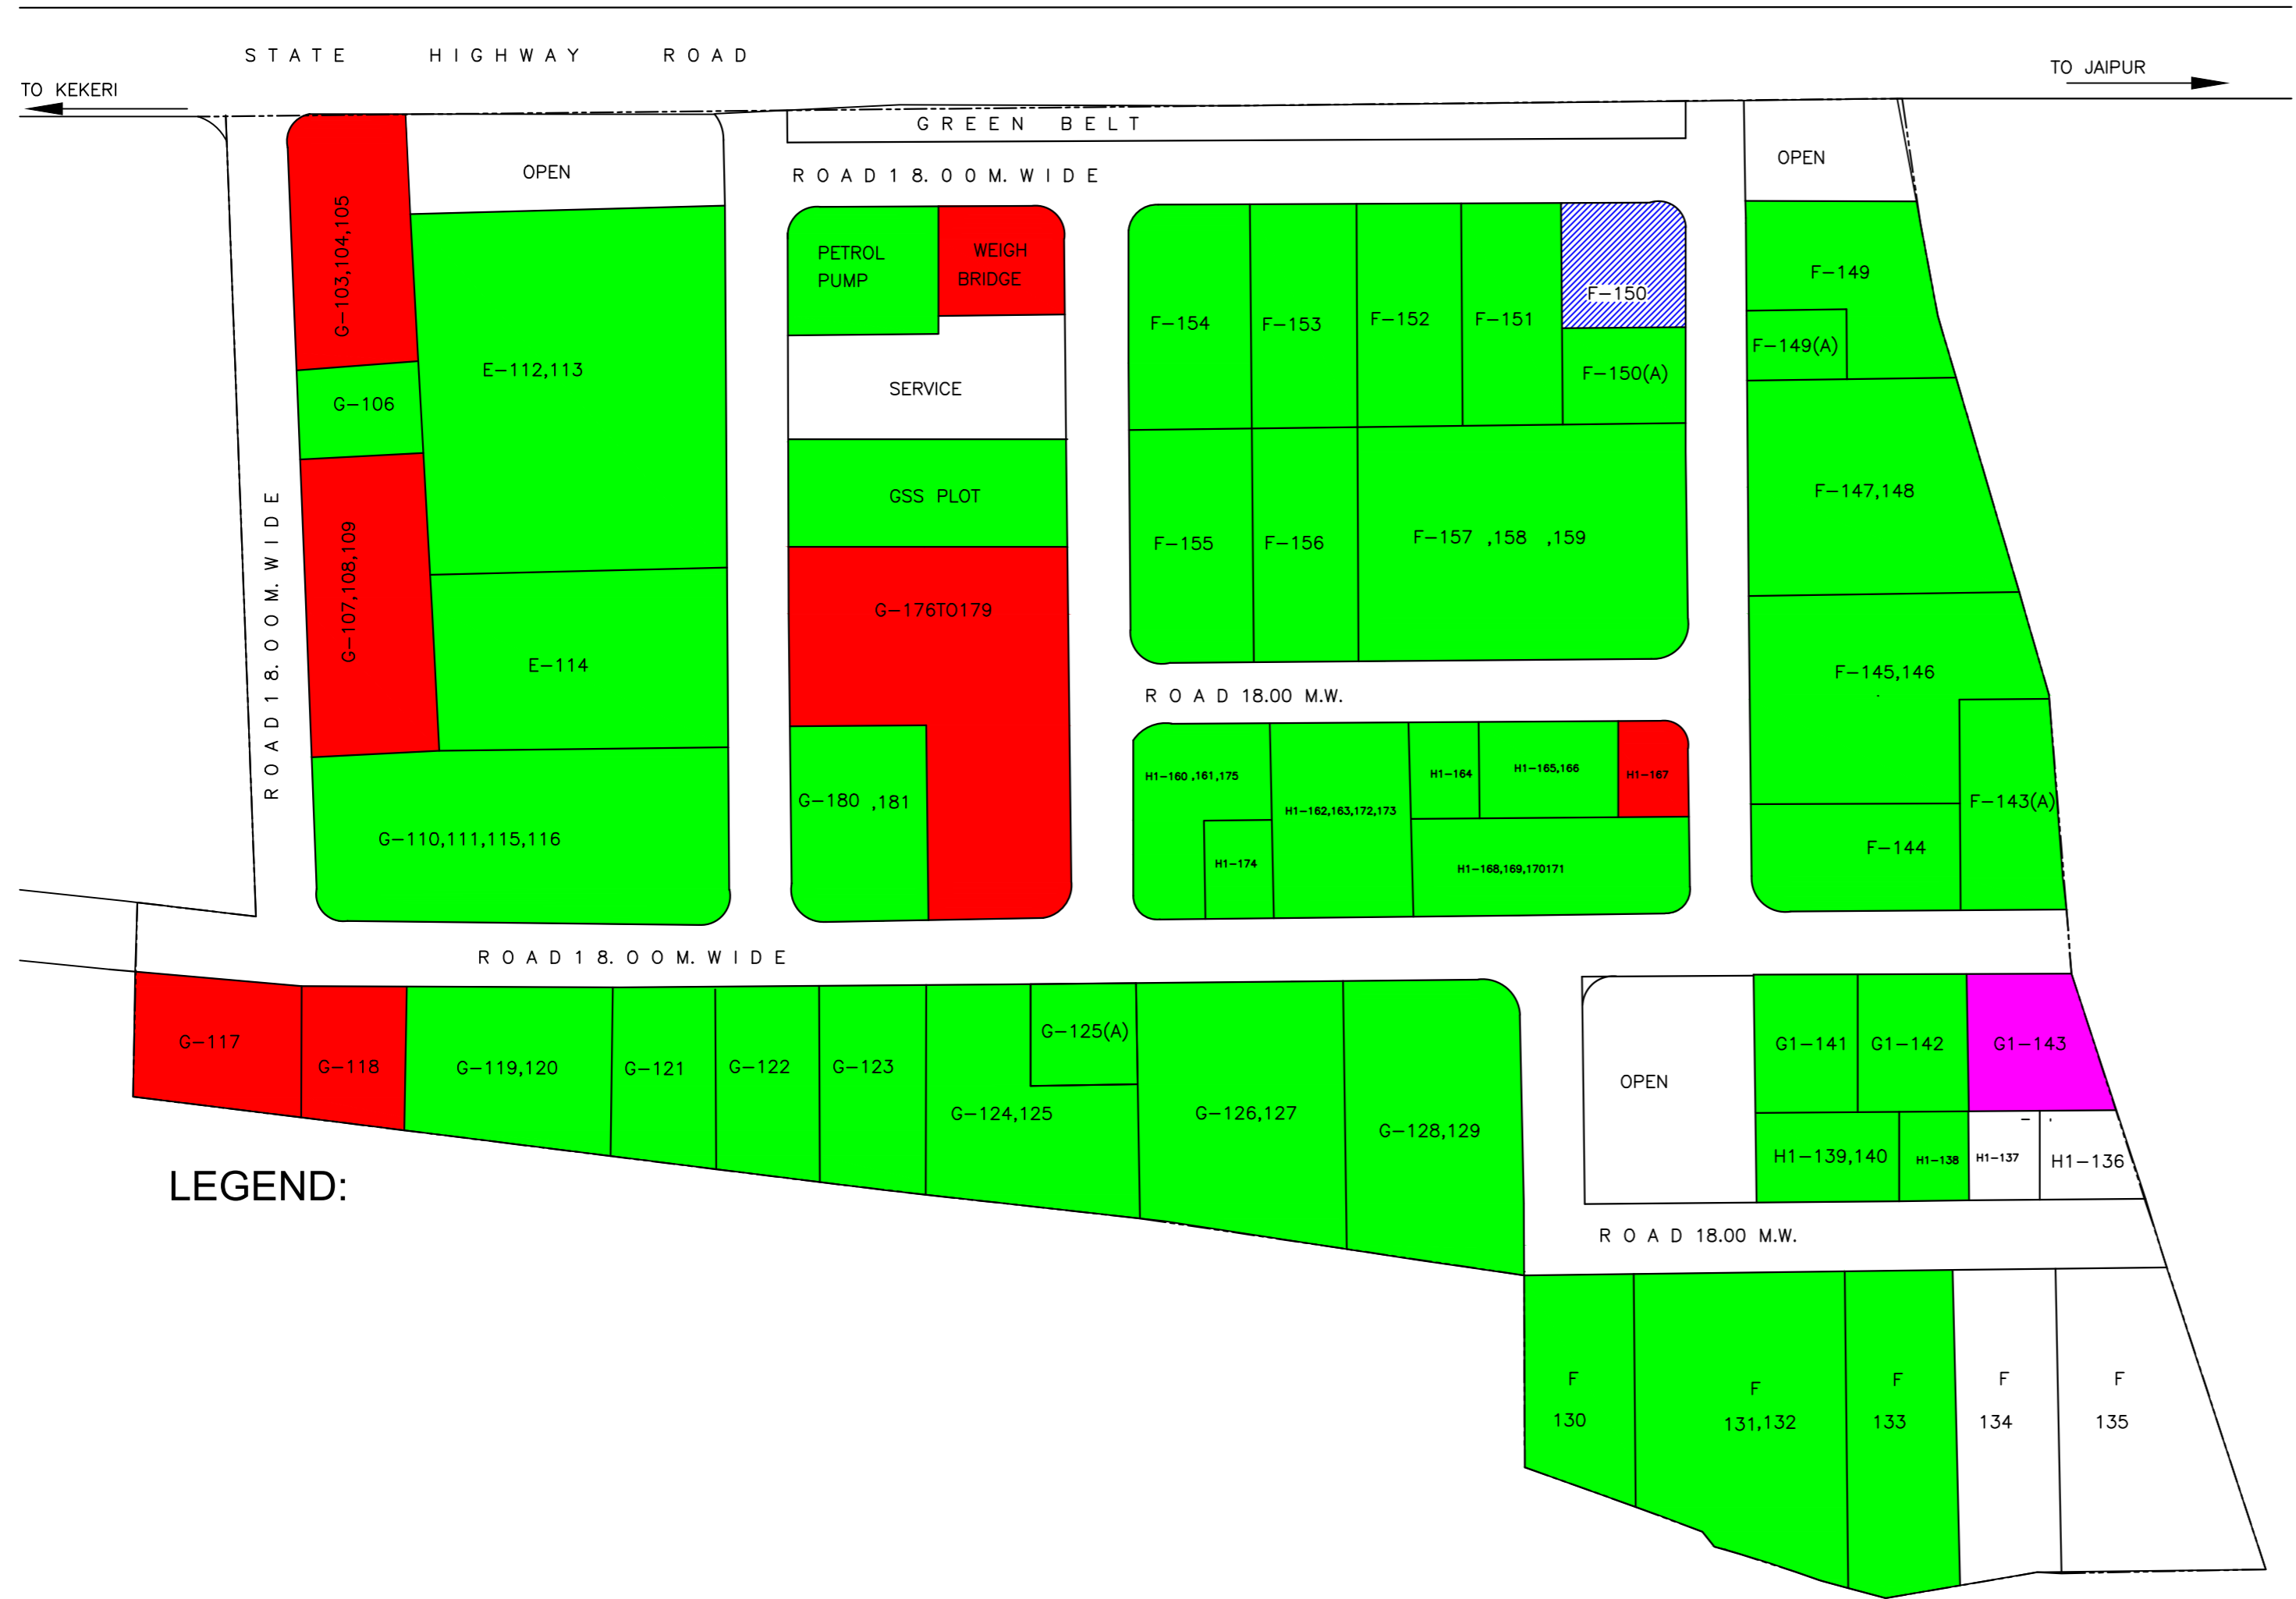 STATE HIGHWAY ROAD
TO KEKERI
TO JAIPUR
GREEN BELT
ROAD 18.00M. WIDE
OPEN
OPEN
G-103,104,105
E-112,113
G-106
G-107,108,109
E-114
G-110,111,115,116
ROAD 18.00M. WIDE
PETROL
PUMP
WEIGH
BRIDGE
SERVICE
GSS PLOT
G-176TO179
G-180 ,181
F-154
F-153
F-152
F-151
F-150
F-150(A)
F-155
F-156
F-157 ,158 ,159
F-149
F-149(A)
F-147,148
F-145,146
F-143(A)
F-144
ROAD 18.00 M.W.
H1-160 ,161,175
H1-174
H1-162,163,172,173
H1-164
H1-165,166
H1-167
H1-168,169,170171
ROAD 18.00M. WIDE
G-117
G-118
G-119,120
G-121
G-122
G-123
G-124,125
G-125(A)
G-126,127
G-128,129
OPEN
G1-141
G1-142
G1-143
H1-139,140
H1-138
H1-137
H1-136
LEGEND:
ROAD 18.00 M.W.
F
130
F
131,132
F
133
F
134
F
135